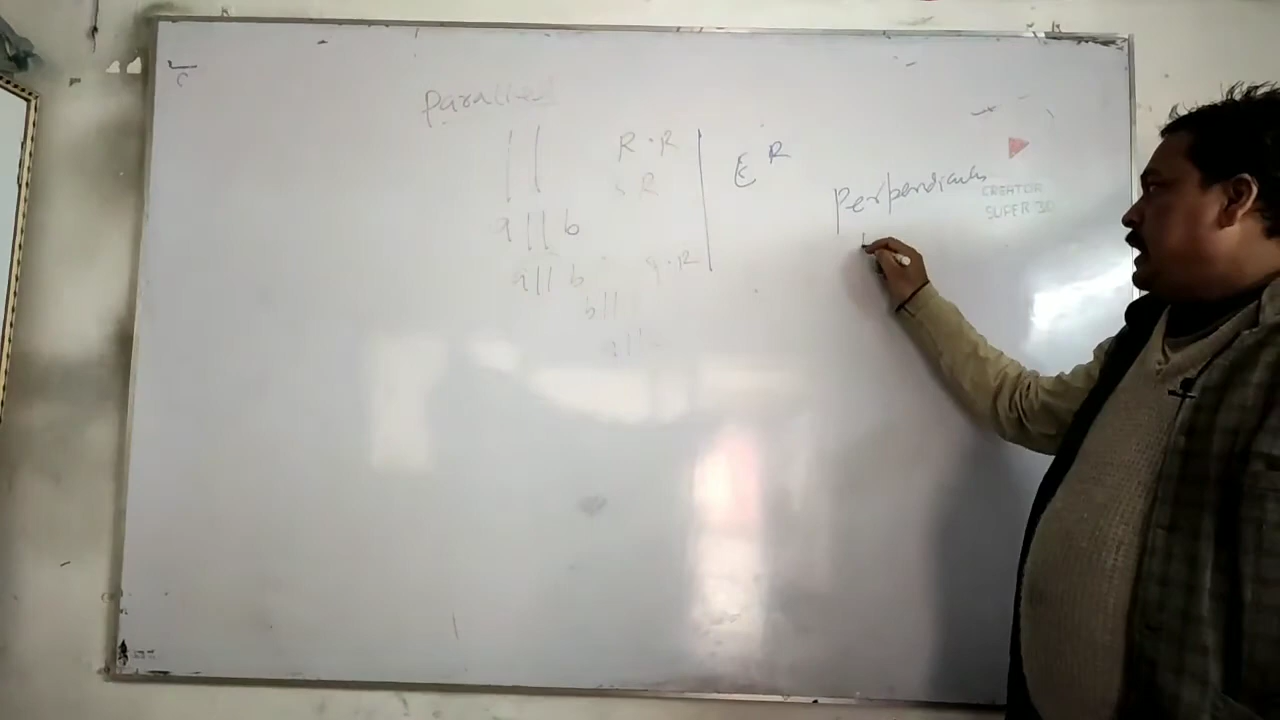 Parallel
||
R.R
S R
a || b
a || b
q.R
b ||
a ||
E R
Perpendicular
CREATOR
SUPER 30